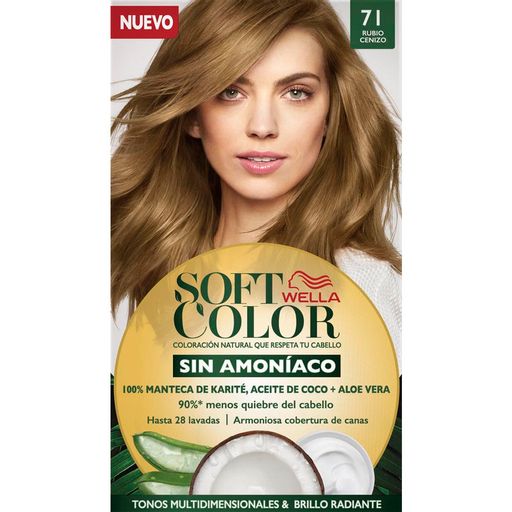 NUEVO
71
RUBIO
CENIZO
SOFT
WELLA
COLOR
COLORACIÓN NATURAL QUE RESPETA TU CABELLO
SIN AMONÍACO
100% MANTECA DE KARITÉ, ACEITE DE COCO + ALOE VERA
90%* menos quiebre del cabello
Hasta 28 lavadas | Armoniosa cobertura de canas
TONOS MULTIDIMENSIONALES & BRILLO RADIANTE